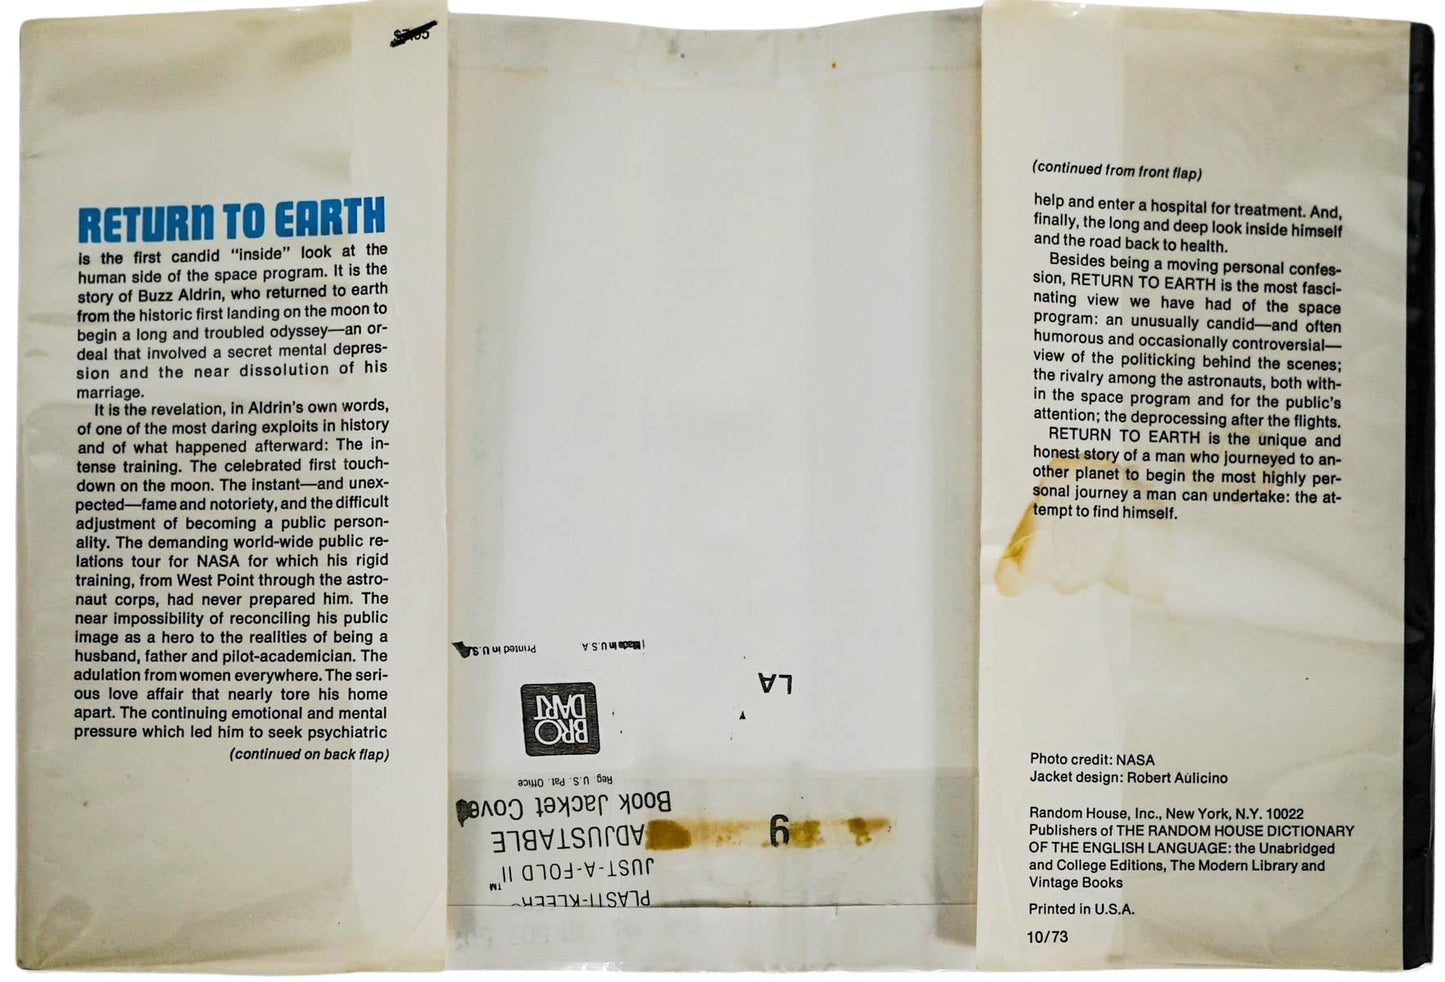 $7.95
RETURN TO EARTH
is the first candid "inside" look at the
human side of the space program. It is the
story of Buzz Aldrin, who returned to earth
from the historic first landing on the moon to
begin a long and troubled odyssey—an or-
deal that involved a secret mental depres-
sion and the near dissolution of his
marriage.
It is the revelation, in Aldrin's own words,
of one of the most daring exploits in history
and of what happened afterward: The in-
tense training. The celebrated first touch-
down on the moon. The instant—and unex-
pected—fame and notoriety, and the difficult
adjustment of becoming a public person-
ality. The demanding world-wide public re-
lations tour for NASA for which his rigid
training, from West Point through the astro-
naut corps, had never prepared him. The
near impossibility of reconciling his public
image as a hero to the realities of being a
husband, father and pilot-academician. The
adulation from women everywhere. The seri-
ous love affair that nearly tore his home
apart. The continuing emotional and mental
pressure which led him to seek psychiatric
(continued on back flap)
PLASTI-KLEER
JUST-A-FOLD II™
ADJUSTABLE
9
Book Jacket Cove
Reg. U.S. Pat. Office
BRO
DART
LA
Made in U.S.A
Printed in U.S.A
(continued from front flap)
help and enter a hospital for treatment. And,
finally, the long and deep look inside himself
and the road back to health.
Besides being a moving personal confes-
sion, RETURN TO EARTH is the most fasci-
nating view we have had of the space
program: an unusually candid—and often
humorous and occasionally controversial—
view of the politicking behind the scenes;
the rivalry among the astronauts, both with-
in the space program and for the public's
attention; the deprocessing after the flights.
RETURN TO EARTH is the unique and
honest story of a man who journeyed to an-
other planet to begin the most highly per-
sonal journey a man can undertake: the at-
tempt to find himself.
Photo credit: NASA
Jacket design: Robert Aulicino
Random House, Inc., New York, N.Y. 10022
Publishers of THE RANDOM HOUSE DICTIONARY
OF THE ENGLISH LANGUAGE: the Unabridged
and College Editions, The Modern Library and
Vintage Books
Printed in U.S.A.
10/73